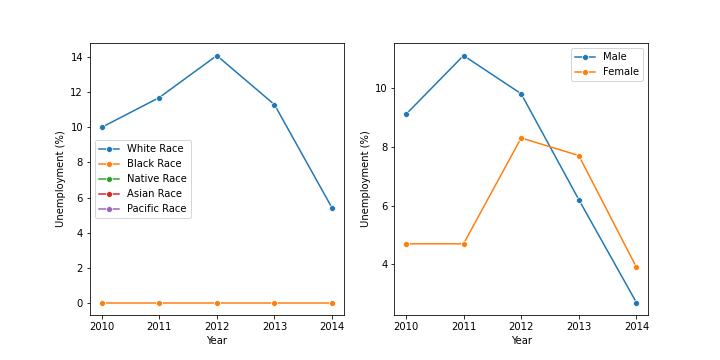 14
12
10
8
6
4
2
0
Unemployment (%)
White Race
Black Race
Native Race
Asian Race
Pacific Race
2010 2011 2012 2013 2014
Year
10
8
6
4
Unemployment (%)
Male
Female
2010 2011 2012 2013 2014
Year